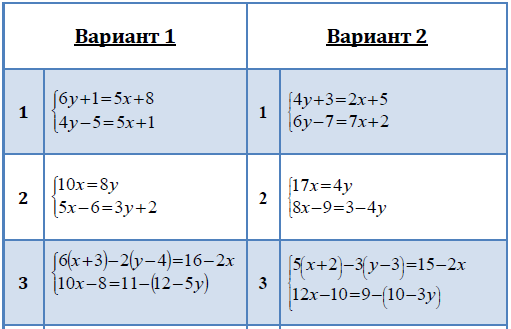 Вариант 1 Вариант 2
1 {6y+1=5x+8 1 {4y+3=2x+5
4y−5=5x+1 6y−7=7x+2
2 {10x=8y 2 {17x=4y
5x−6=3y+2 8x−9=3−4y
3 {6(x+3)−2(y−4)=16−2x 3 {5(x+2)−3(y−3)=15−2x
10x−8=11−(12−5y) 12x−10=9−(10−3y)